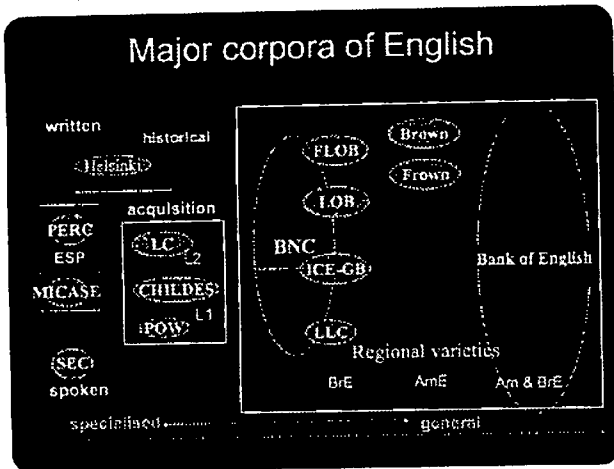 Major corpora of English
written
historical
Helsinki
acquisition
PERC
ESP
LC
L2
MICASE
CHILDES
L1
POW
SEC
spoken
FLOB
Brown
Frown
LOB
BNC
ICE-GB
LLC
Bank of English
Regional varieties
BrE AmE Am & BrE
specialised general